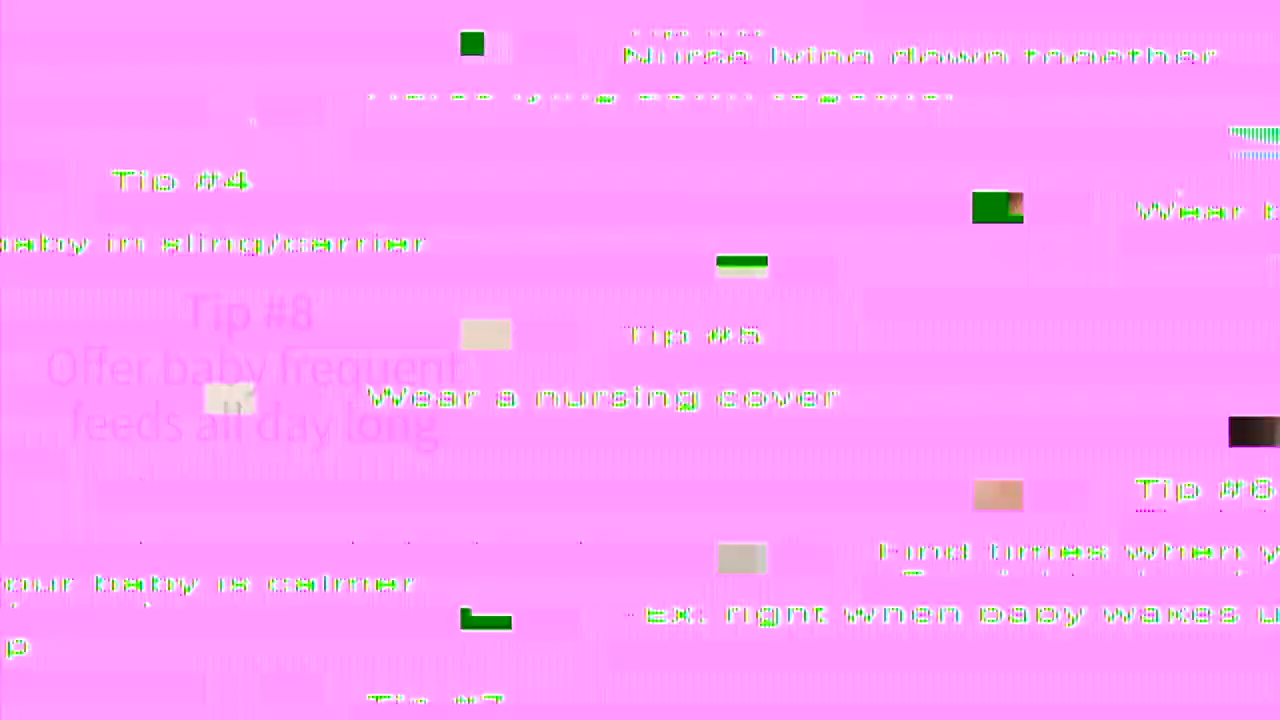 Nurse lying down together
Tip #4
Wear b
baby in sling/carrier
Tip #8
Tip #5
Offer baby frequent
Wear a nursing cover
feeds all day long
Tip #6
Find times when y
our baby is calmer
Ex: right when baby wakes u
p
Tip #7